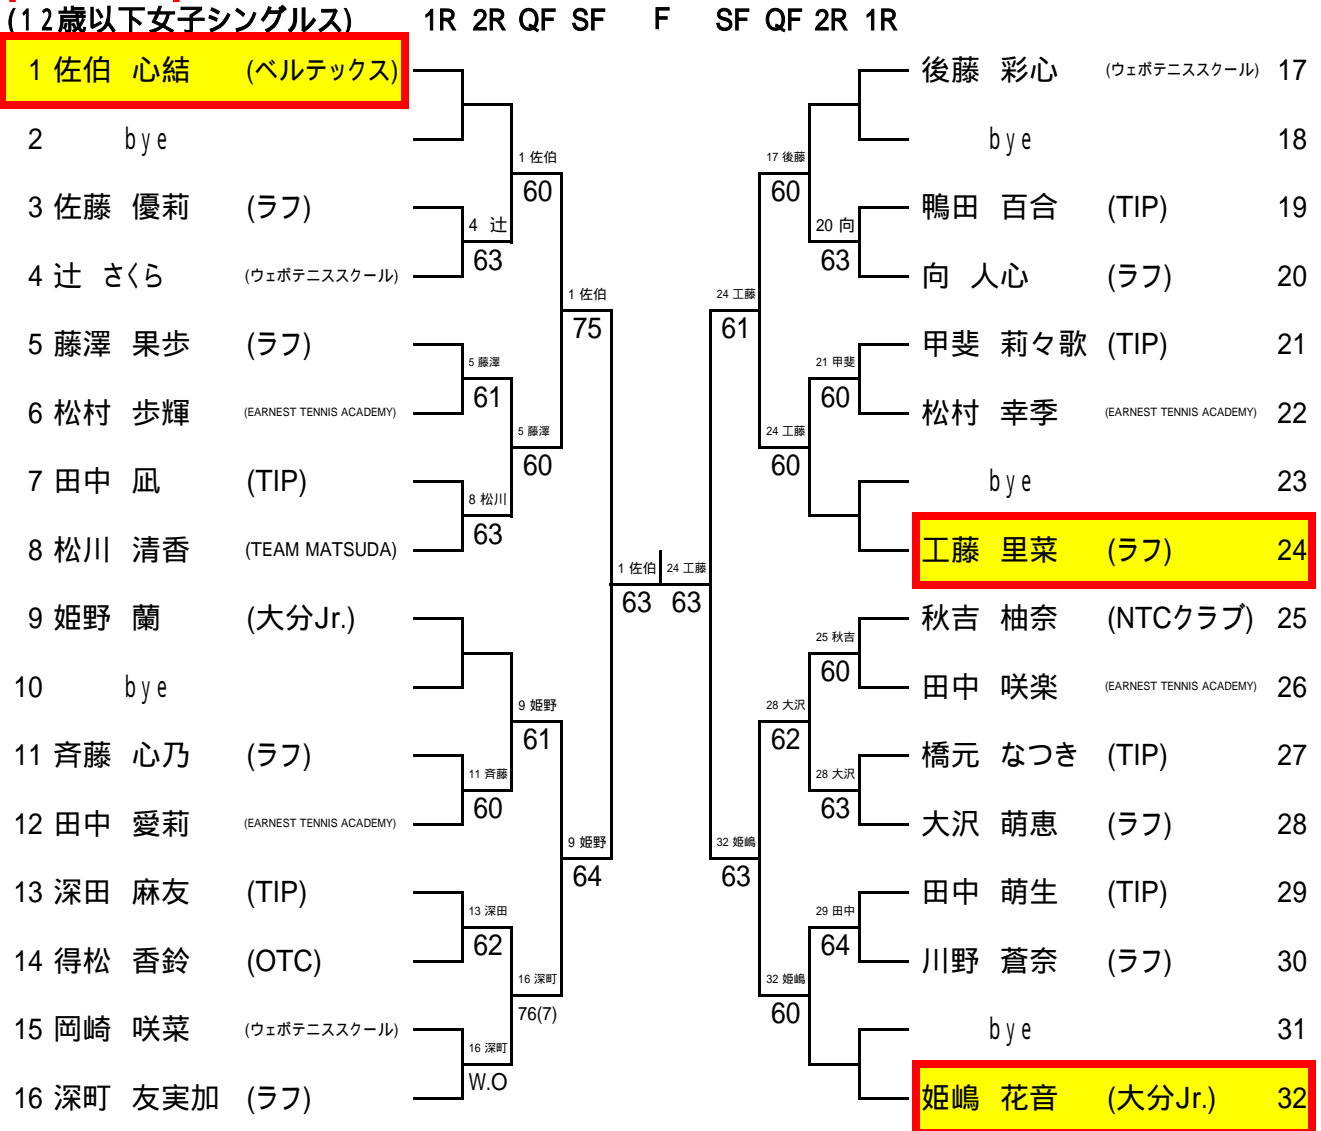 (12歳以下女子シングルス) 1R 2R QF SF F SF QF 2R 1R
1 佐伯 心結 (ベルテックス)
2 bye
3 佐藤 優莉 (ラフ)
4 辻 さくら (ウェボテニススクール)
5 藤澤 果歩 (ラフ)
6 松村 歩輝 (EARNEST TENNIS ACADEMY)
7 田中 凪 (TIP)
8 松川 清香 (TEAM MATSUDA)
9 姫野 蘭 (大分Jr.)
10 bye
11 斉藤 心乃 (ラフ)
12 田中 愛莉 (EARNEST TENNIS ACADEMY)
13 深田 麻友 (TIP)
14 得松 香鈴 (OTC)
15 岡崎 咲菜 (ウェボテニススクール)
16 深町 友実加 (ラフ)
4 辻
63
5 藤澤
61
8 松川
63
11 斉藤
60
13 深田
62
16 深町
W.O
1 佐伯
60
5 藤澤
60
9 姫野
61
16 深町
76(7)
1 佐伯
75
9 姫野
64
1 佐伯
63
24 工藤
63
24 工藤
61
32 姫嶋
63
17 後藤
60
24 工藤
60
28 大沢
62
32 姫嶋
60
20 向
63
21 甲斐
60
25 秋吉
60
28 大沢
63
29 田中
64
後藤 彩心 (ウェボテニススクール) 17
bye 18
鴨田 百合 (TIP) 19
向 人心 (ラフ) 20
甲斐 莉々歌 (TIP) 21
松村 幸季 (EARNEST TENNIS ACADEMY) 22
bye 23
工藤 里菜 (ラフ) 24
秋吉 柚奈 (NTCクラブ) 25
田中 咲楽 (EARNEST TENNIS ACADEMY) 26
橋元 なつき (TIP) 27
大沢 萌恵 (ラフ) 28
田中 萌生 (TIP) 29
川野 蒼奈 (ラフ) 30
bye 31
姫嶋 花音 (大分Jr.) 32